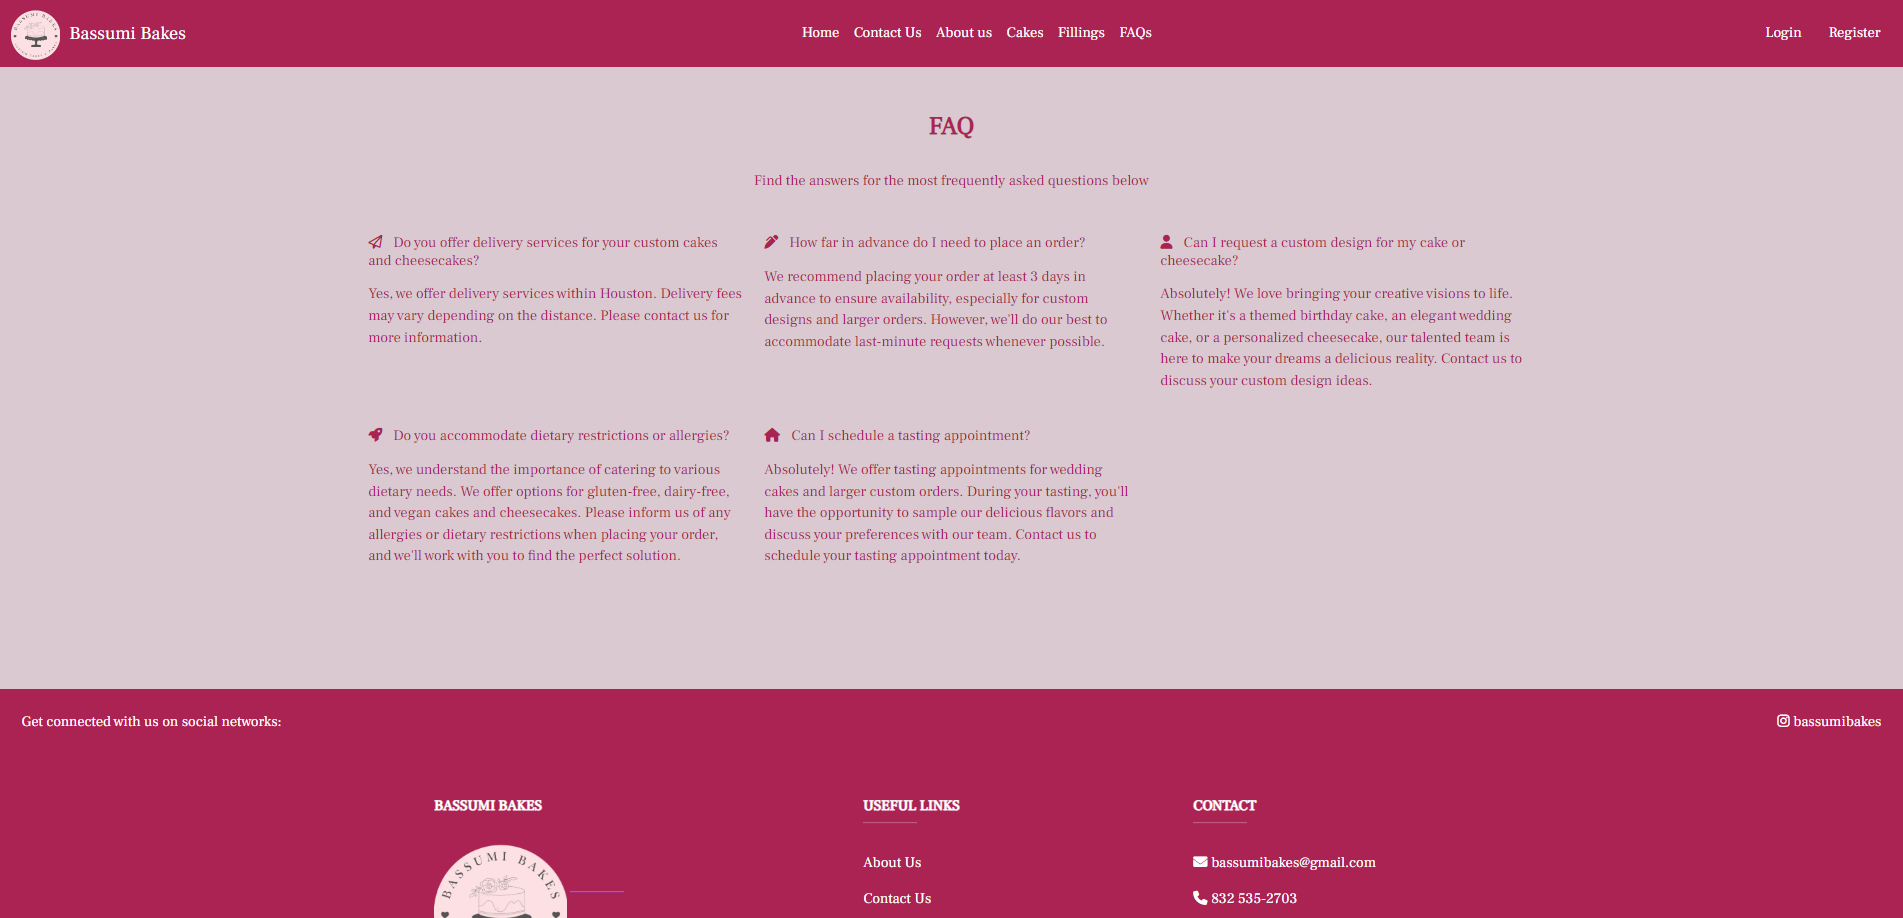 Bassumi Bakes
Home Contact Us About us Cakes Fillings FAQs
Login Register
FAQ
Find the answers for the most frequently asked questions below
Do you offer delivery services for your custom cakes
and cheesecakes?
Yes, we offer delivery services within Houston. Delivery fees
may vary depending on the distance. Please contact us for
more information.
How far in advance do I need to place an order?
We recommend placing your order at least 3 days in
advance to ensure availability, especially for custom
designs and larger orders. However, we'll do our best to
accommodate last-minute requests whenever possible.
Can I request a custom design for my cake or
cheesecake?
Absolutely! We love bringing your creative visions to life.
Whether it's a themed birthday cake, an elegant wedding
cake, or a personalized cheesecake, our talented team is
here to make your dreams a delicious reality. Contact us to
discuss your custom design ideas.
Do you accommodate dietary restrictions or allergies?
Yes, we understand the importance of catering to various
dietary needs. We offer options for gluten-free, dairy-free,
and vegan cakes and cheesecakes. Please inform us of any
allergies or dietary restrictions when placing your order,
and we'll work with you to find the perfect solution.
Can I schedule a tasting appointment?
Absolutely! We offer tasting appointments for wedding
cakes and larger custom orders. During your tasting, you'll
have the opportunity to sample our delicious flavors and
discuss your preferences with our team. Contact us to
schedule your tasting appointment today.
Get connected with us on social networks:
bassumibakes
BASSUMI BAKES
BASSUMI BAKES
USEFUL LINKS
About Us
Contact Us
CONTACT
bassumibakes@gmail.com
832 535-2703